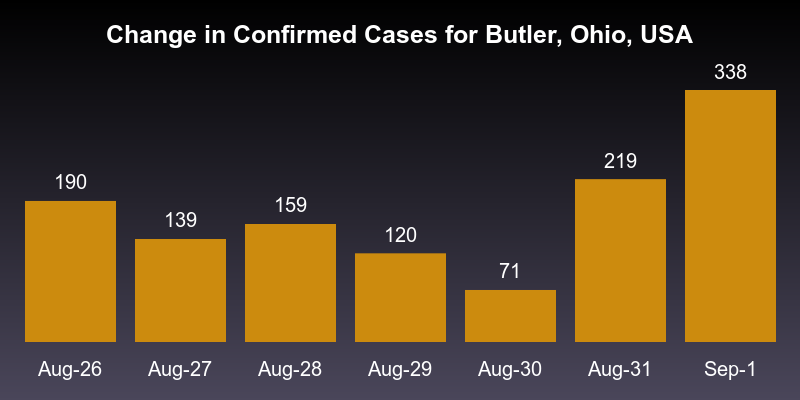 Change in Confirmed Cases for Butler, Ohio, USA
190
139
159
120
71
219
338
Aug-26
Aug-27
Aug-28
Aug-29
Aug-30
Aug-31
Sep-1